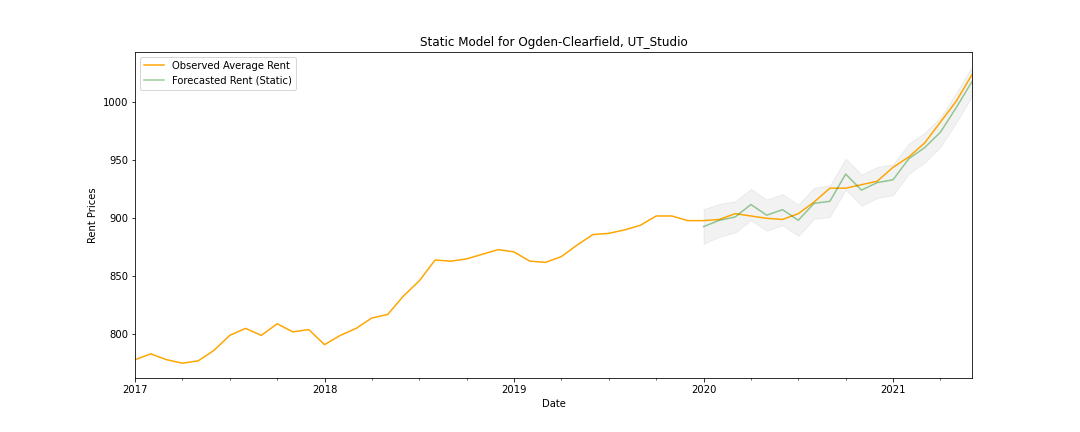 Static Model for Ogden-Clearfield, UT_Studio
Observed Average Rent
Forecasted Rent (Static)
1000
950
900
850
800
Rent Prices
2017 2018 2019 2020 2021
Date